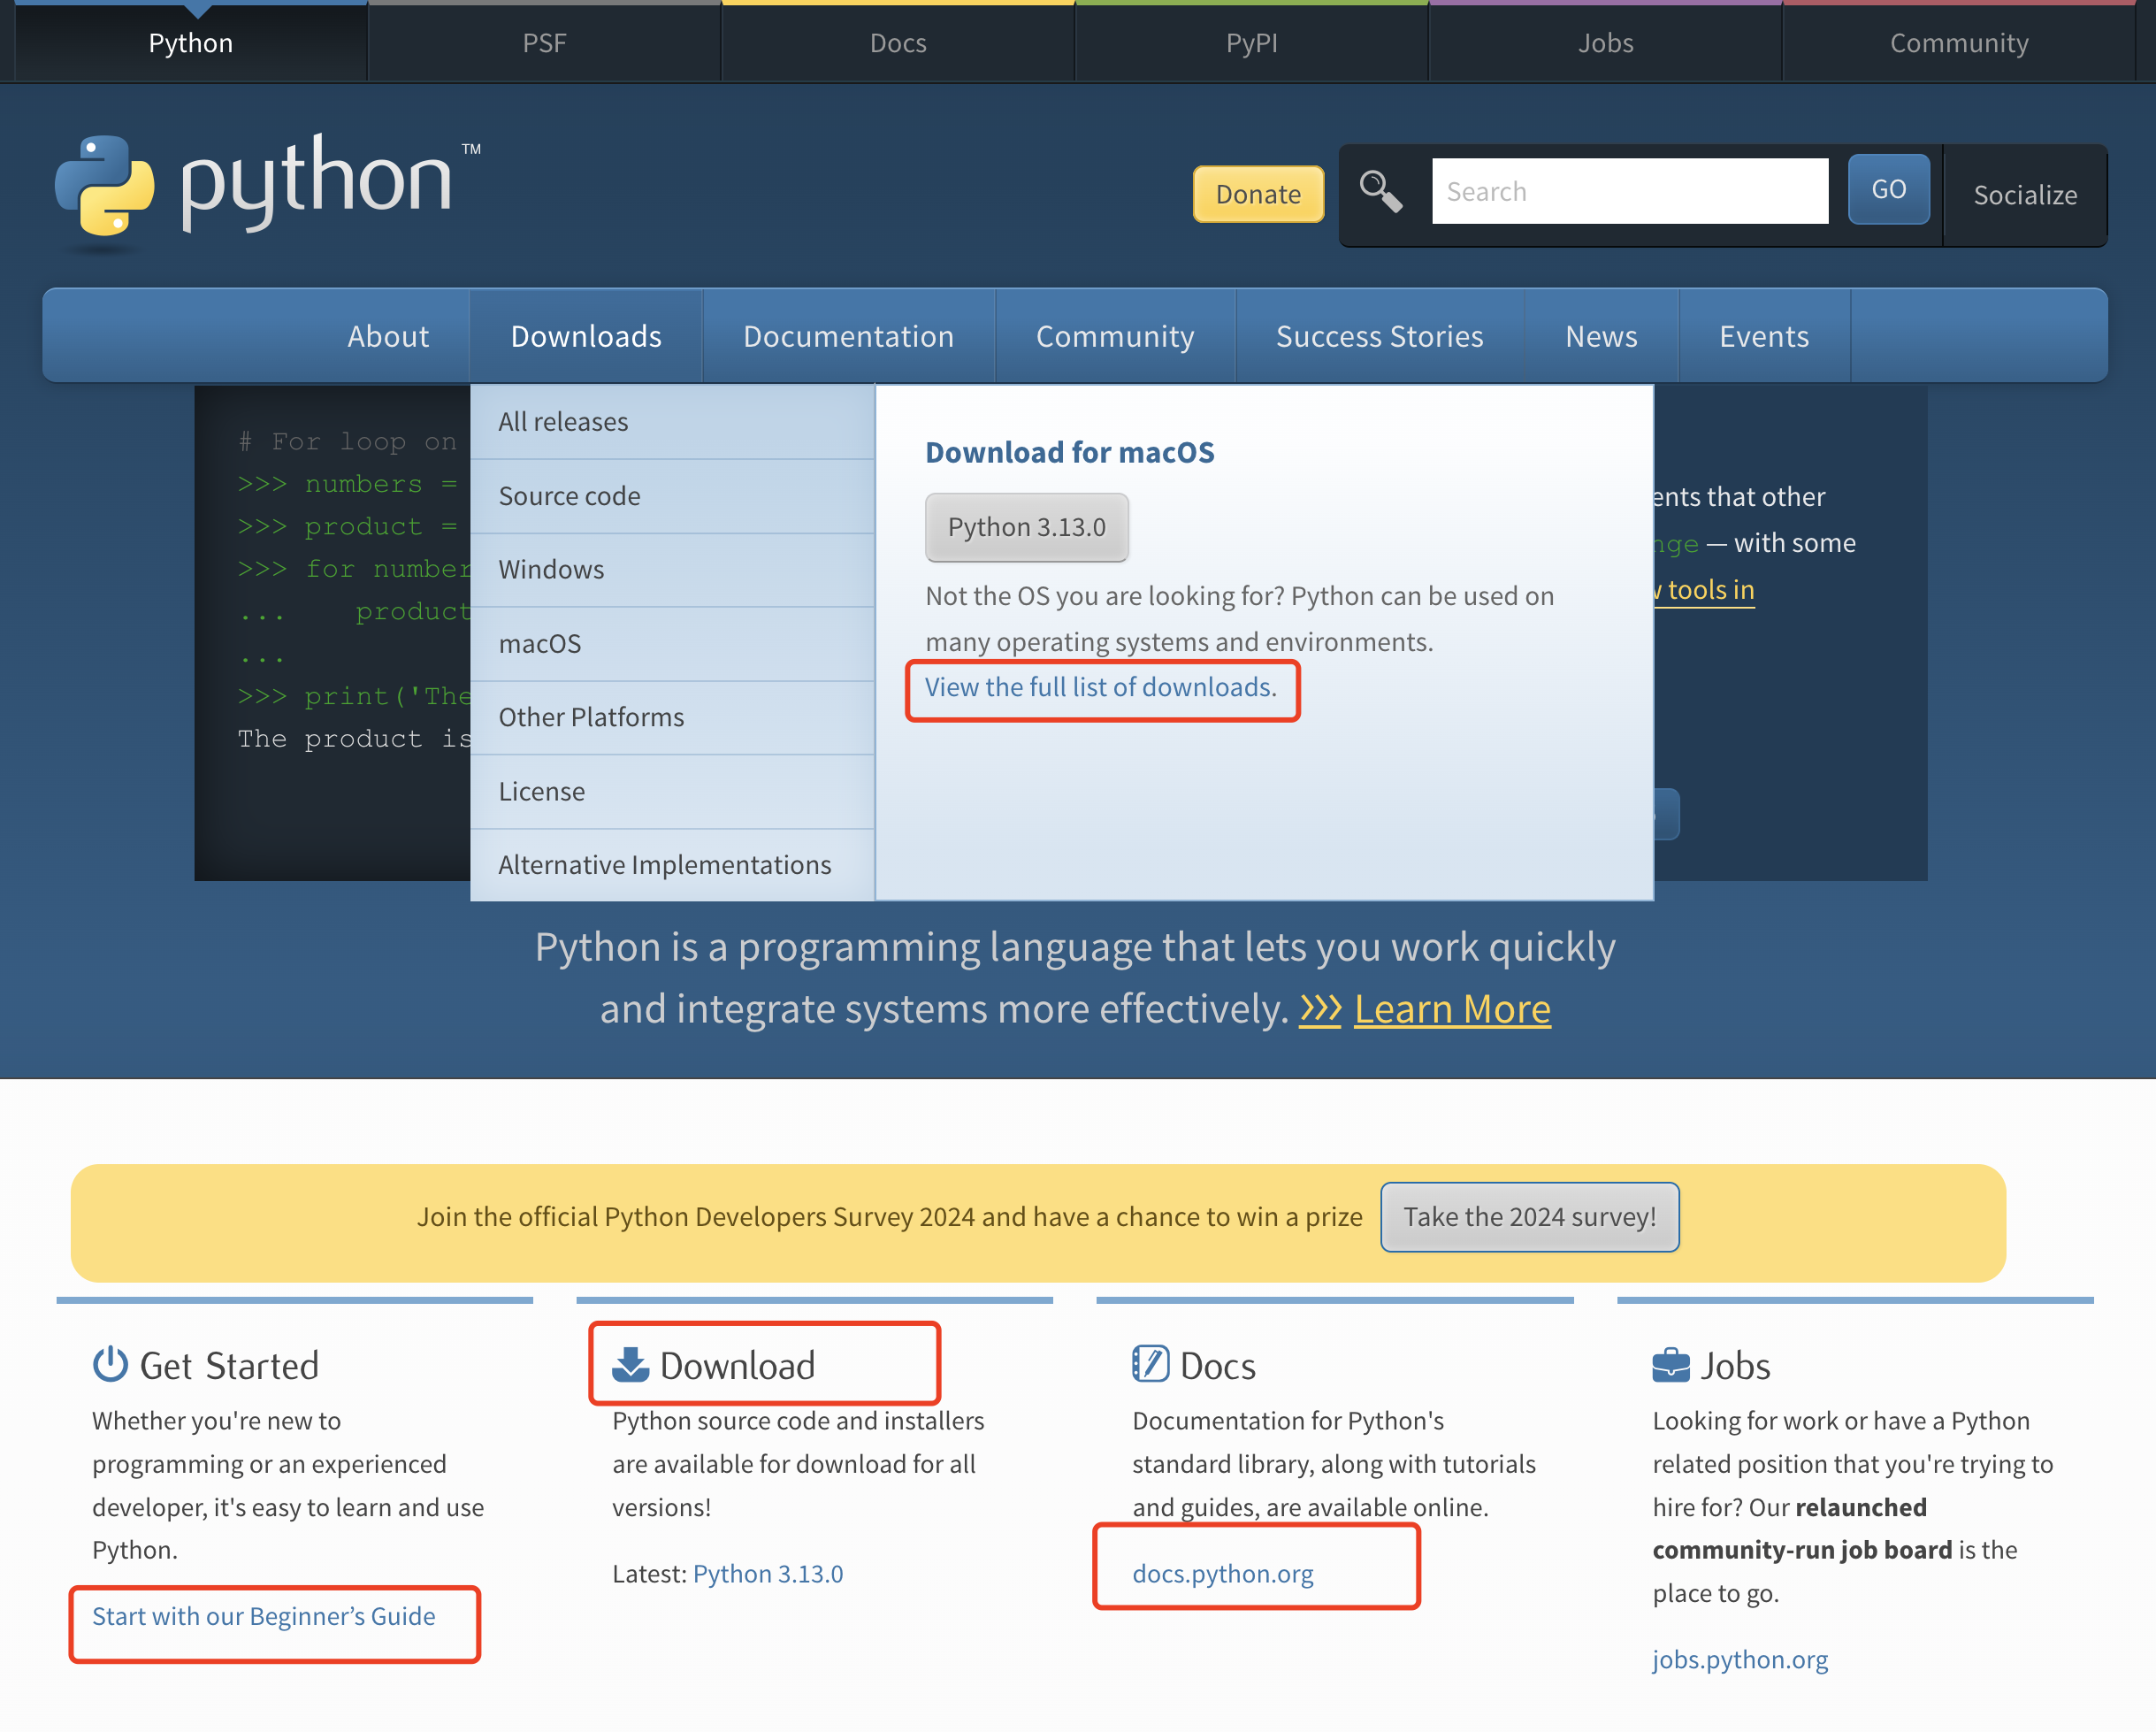 Python
PSF
Docs
PyPI
Jobs
Community
python™
Donate
Search
GO
Socialize
About
Downloads
Documentation
Community
Success Stories
News
Events
# For loop on
>>> numbers =
>>> product =
>>> for number
...    product
...
>>> print('The
The product is
All releases
Source code
Windows
macOS
Other Platforms
License
Alternative Implementations
Download for macOS
Python 3.13.0
Not the OS you are looking for? Python can be used on
many operating systems and environments.
View the full list of downloads.
ents that other
nge — with some
tools in
Python is a programming language that lets you work quickly
and integrate systems more effectively. >>> Learn More
Join the official Python Developers Survey 2024 and have a chance to win a prize
Take the 2024 survey!
Get Started
Whether you're new to
programming or an experienced
developer, it's easy to learn and use
Python.
Start with our Beginner’s Guide
Download
Python source code and installers
are available for download for all
versions!
Latest: Python 3.13.0
Docs
Documentation for Python's
standard library, along with tutorials
and guides, are available online.
docs.python.org
Jobs
Looking for work or have a Python
related position that you're trying to
hire for? Our relaunched
community-run job board is the
place to go.
jobs.python.org